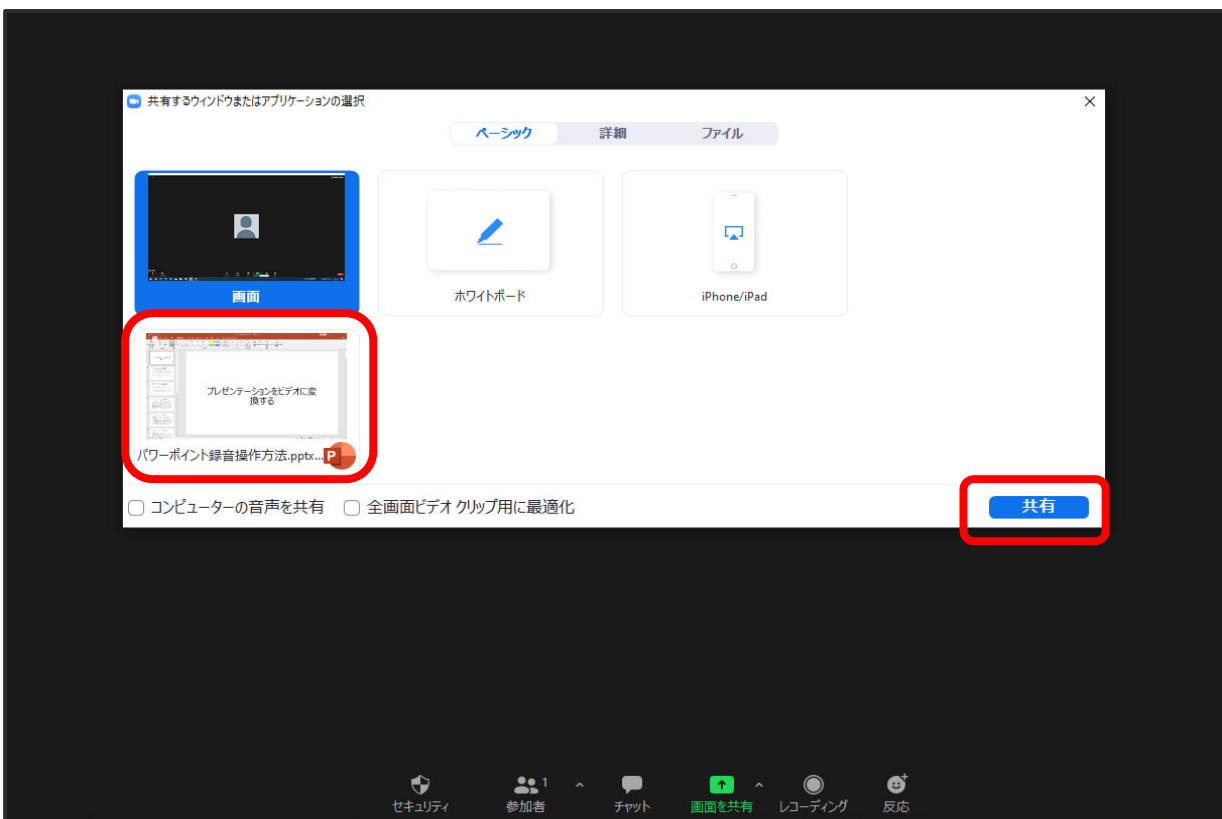 共有するウィンドウまたはアプリケーションの選択
ベーシック
詳細
ファイル
画面
ホワイトボード
iPhone/iPad
プレゼンテーションをビデオに変
換する
パワーポイント録音操作方法.pptx...
P
コンピューターの音声を共有
全画面ビデオ クリップ用に最適化
共有
1
セキュリティ
参加者
チャット
画面を共有
レコーディング
反応